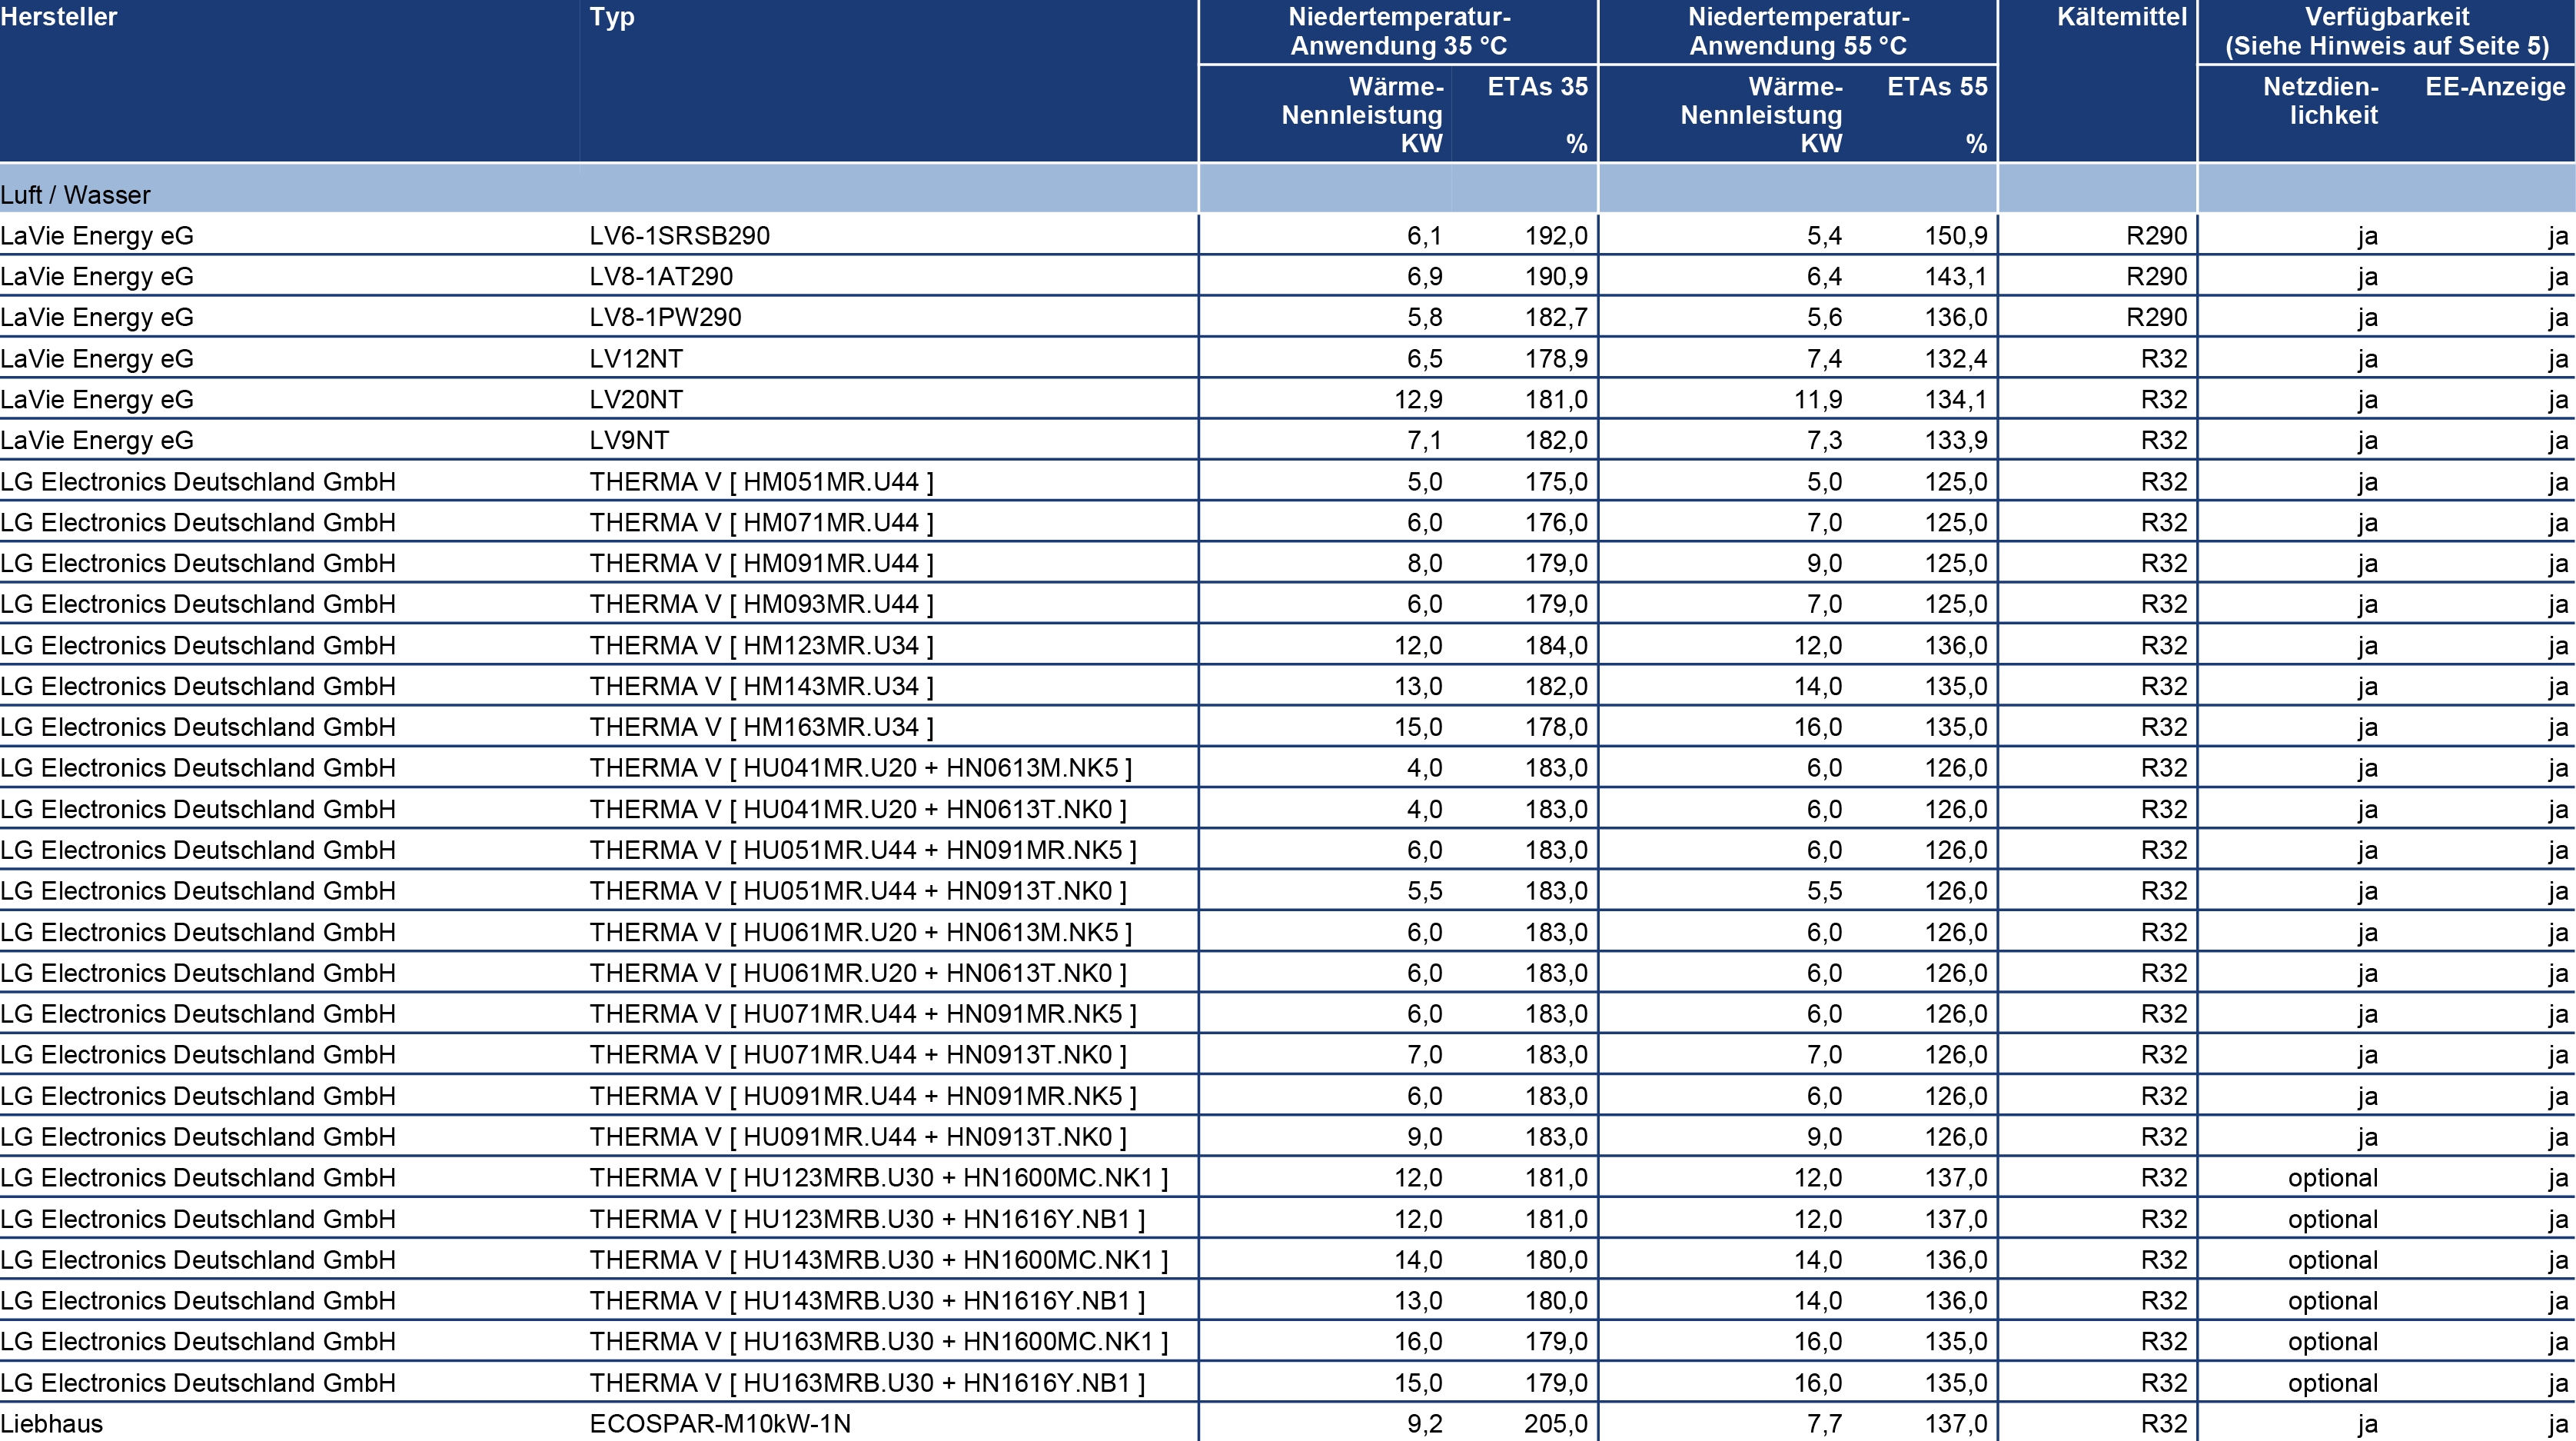 Hersteller Typ Niedertemperatur- Niedertemperatur- Kältemittel Verfügbarkeit
Anwendung 35 °C Anwendung 55 °C (Siehe Hinweis auf Seite 5)
Wärme- ETAs 35 Wärme- ETAs 55 Netzdien- EE-Anzeige
Nennleistung Nennleistung lichkeit
KW % KW %
Luft / Wasser
LaVie Energy eG LV6-1SRSB290 6,1 192,0 5,4 150,9 R290 ja ja
LaVie Energy eG LV8-1AT290 6,9 190,9 6,4 143,1 R290 ja ja
LaVie Energy eG LV8-1PW290 5,8 182,7 5,6 136,0 R290 ja ja
LaVie Energy eG LV12NT 6,5 178,9 7,4 132,4 R32 ja ja
LaVie Energy eG LV20NT 12,9 181,0 11,9 134,1 R32 ja ja
LaVie Energy eG LV9NT 7,1 182,0 7,3 133,9 R32 ja ja
LG Electronics Deutschland GmbH THERMA V [ HM051MR.U44 ] 5,0 175,0 5,0 125,0 R32 ja ja
LG Electronics Deutschland GmbH THERMA V [ HM071MR.U44 ] 6,0 176,0 7,0 125,0 R32 ja ja
LG Electronics Deutschland GmbH THERMA V [ HM091MR.U44 ] 8,0 179,0 9,0 125,0 R32 ja ja
LG Electronics Deutschland GmbH THERMA V [ HM093MR.U44 ] 6,0 179,0 7,0 125,0 R32 ja ja
LG Electronics Deutschland GmbH THERMA V [ HM123MR.U34 ] 12,0 184,0 12,0 136,0 R32 ja ja
LG Electronics Deutschland GmbH THERMA V [ HM143MR.U34 ] 13,0 182,0 14,0 135,0 R32 ja ja
LG Electronics Deutschland GmbH THERMA V [ HM163MR.U34 ] 15,0 178,0 16,0 135,0 R32 ja ja
LG Electronics Deutschland GmbH THERMA V [ HU041MR.U20 + HN0613M.NK5 ] 4,0 183,0 6,0 126,0 R32 ja ja
LG Electronics Deutschland GmbH THERMA V [ HU041MR.U20 + HN0613T.NK0 ] 4,0 183,0 6,0 126,0 R32 ja ja
LG Electronics Deutschland GmbH THERMA V [ HU051MR.U44 + HN091MR.NK5 ] 6,0 183,0 6,0 126,0 R32 ja ja
LG Electronics Deutschland GmbH THERMA V [ HU051MR.U44 + HN0913T.NK0 ] 5,5 183,0 5,5 126,0 R32 ja ja
LG Electronics Deutschland GmbH THERMA V [ HU061MR.U20 + HN0613M.NK5 ] 6,0 183,0 6,0 126,0 R32 ja ja
LG Electronics Deutschland GmbH THERMA V [ HU061MR.U20 + HN0613T.NK0 ] 6,0 183,0 6,0 126,0 R32 ja ja
LG Electronics Deutschland GmbH THERMA V [ HU071MR.U44 + HN091MR.NK5 ] 6,0 183,0 6,0 126,0 R32 ja ja
LG Electronics Deutschland GmbH THERMA V [ HU071MR.U44 + HN0913T.NK0 ] 7,0 183,0 7,0 126,0 R32 ja ja
LG Electronics Deutschland GmbH THERMA V [ HU091MR.U44 + HN091MR.NK5 ] 6,0 183,0 6,0 126,0 R32 ja ja
LG Electronics Deutschland GmbH THERMA V [ HU091MR.U44 + HN0913T.NK0 ] 9,0 183,0 9,0 126,0 R32 ja ja
LG Electronics Deutschland GmbH THERMA V [ HU123MRB.U30 + HN1600MC.NK1 ] 12,0 181,0 12,0 137,0 R32 optional ja
LG Electronics Deutschland GmbH THERMA V [ HU123MRB.U30 + HN1616Y.NB1 ] 12,0 181,0 12,0 137,0 R32 optional ja
LG Electronics Deutschland GmbH THERMA V [ HU143MRB.U30 + HN1600MC.NK1 ] 14,0 180,0 14,0 136,0 R32 optional ja
LG Electronics Deutschland GmbH THERMA V [ HU143MRB.U30 + HN1616Y.NB1 ] 13,0 180,0 14,0 136,0 R32 optional ja
LG Electronics Deutschland GmbH THERMA V [ HU163MRB.U30 + HN1600MC.NK1 ] 16,0 179,0 16,0 135,0 R32 optional ja
LG Electronics Deutschland GmbH THERMA V [ HU163MRB.U30 + HN1616Y.NB1 ] 15,0 179,0 16,0 135,0 R32 optional ja
Liebhaus ECOSPAR-M10kW-1N 9,2 205,0 7,7 137,0 R32 ja ja